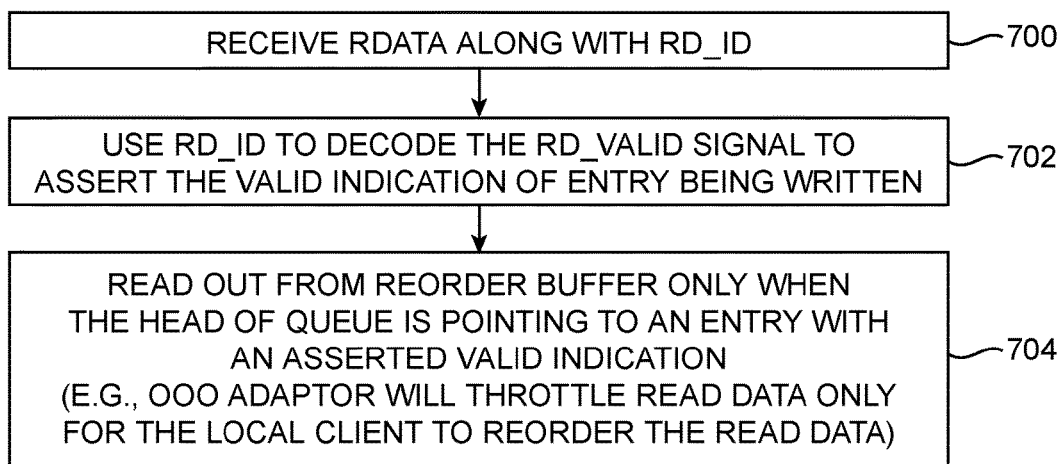 RECEIVE RDATA ALONG WITH RD_ID
700
USE RD_ID TO DECODE THE RD_VALID SIGNAL TO
ASSERT THE VALID INDICATION OF ENTRY BEING WRITTEN
702
READ OUT FROM REORDER BUFFER ONLY WHEN
THE HEAD OF QUEUE IS POINTING TO AN ENTRY WITH
AN ASSERTED VALID INDICATION
(E.G., OOO ADAPTOR WILL THROTTLE READ DATA ONLY
FOR THE LOCAL CLIENT TO REORDER THE READ DATA)
704